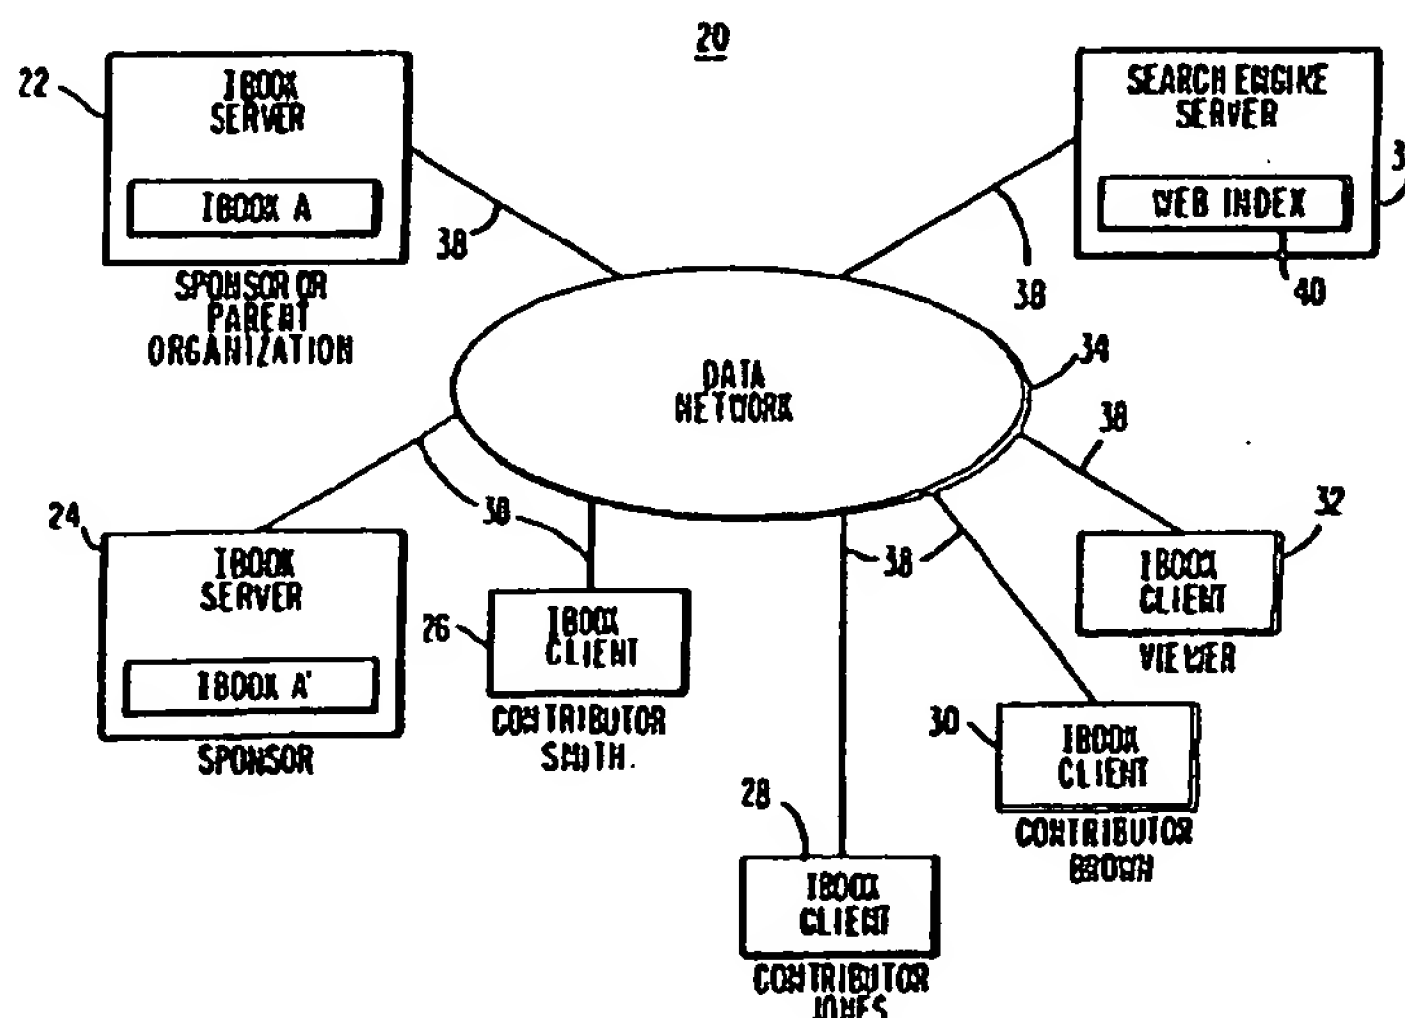 20
22
IBOOK
SERVER
IBOOK A
SPONSOR OR
PARENT
ORGANIZATION
38
SEARCH ENGINE
SERVER
WEB INDEX
3
40
38
DATA
NETWORK
34
38
24
IBOOK
SERVER
IBOOK A'
SPONSOR
38
26
IBOOK
CLIENT
CONTRIBUTOR
SMITH.
38
32
IBOOK
CLIENT
VIEWER
30
IBOOK
CLIENT
CONTRIBUTOR
BROWN
28
IBOOK
CLIENT
CONTRIBUTOR
JONES